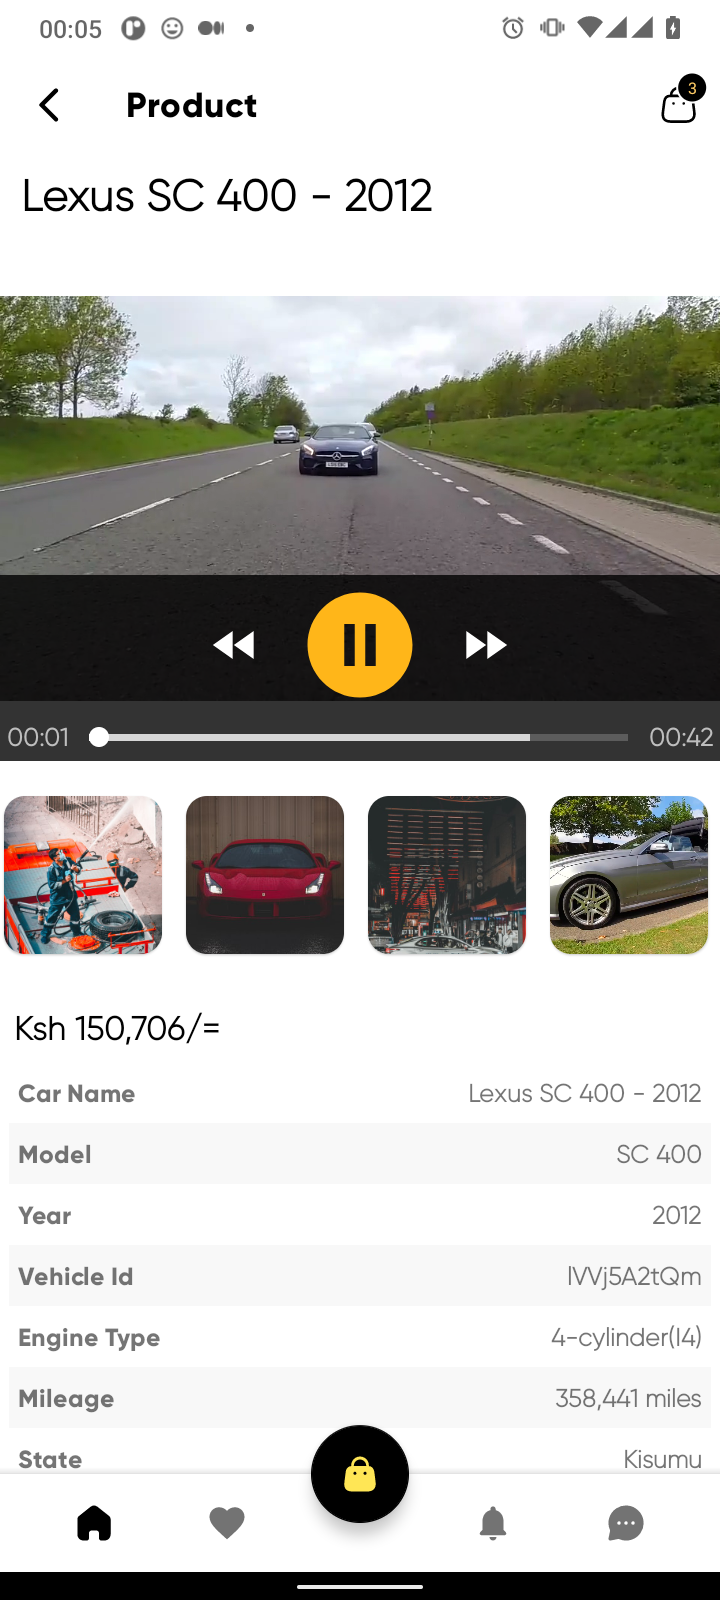 00:05
Product
3
Lexus SC 400 - 2012
00:01
00:42
Ksh 150,706/=
Car Name Lexus SC 400 - 2012
Model SC 400
Year 2012
Vehicle Id lVVj5A2tQm
Engine Type 4-cylinder(I4)
Mileage 358,441 miles
State Kisumu